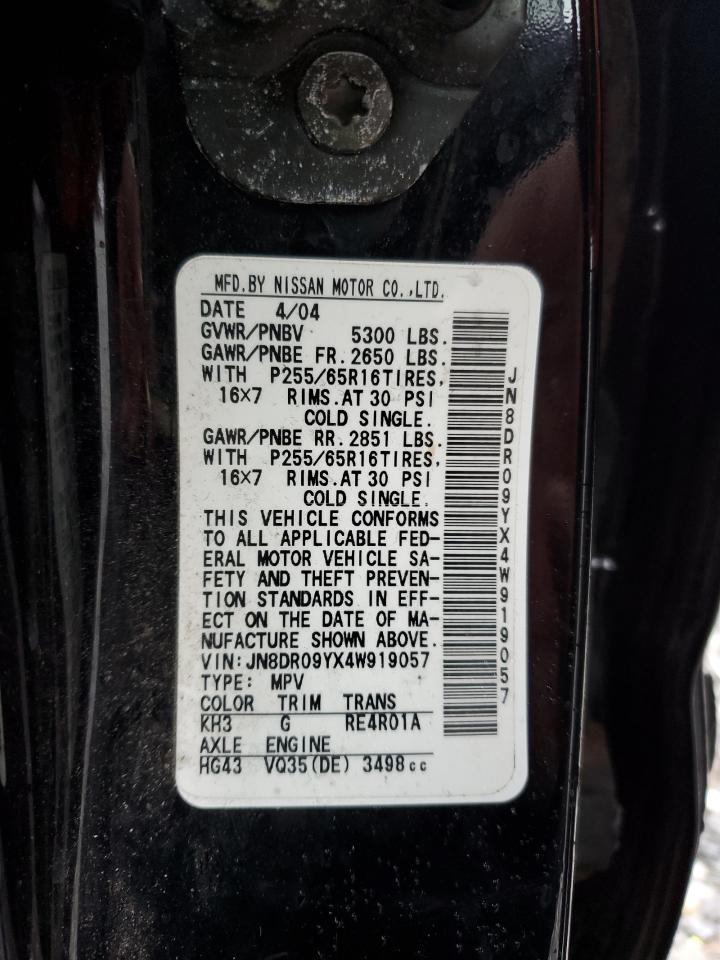 MFD.BY NISSAN MOTOR CO.,LTD.
DATE 4/04
GVWR/PNBV 5300 LBS.
GAWR/PNBE FR.2650 LBS.
WITH P255/65R16TIRES,
16×7 RIMS.AT 30 PSI
COLD SINGLE.
GAWR/PNBE RR.2851 LBS.
WITH P255/65R16TIRES,
16×7 RIMS.AT 30 PSI
COLD SINGLE.
THIS VEHICLE CONFORMS
TO ALL APPLICABLE FED-
ERAL MOTOR VEHICLE SA-
FETY AND THEFT PREVEN-
TION STANDARDS IN EFF-
ECT ON THE DATE OF MA-
NUFACTURE SHOWN ABOVE.
VIN:JN8DR09YX4W919057
TYPE: MPV
COLOR TRIM TRANS
KH3 G RE4R01A
AXLE ENGINE
HG43 VQ35(DE) 3498cc
JN8DR09YX4W919057